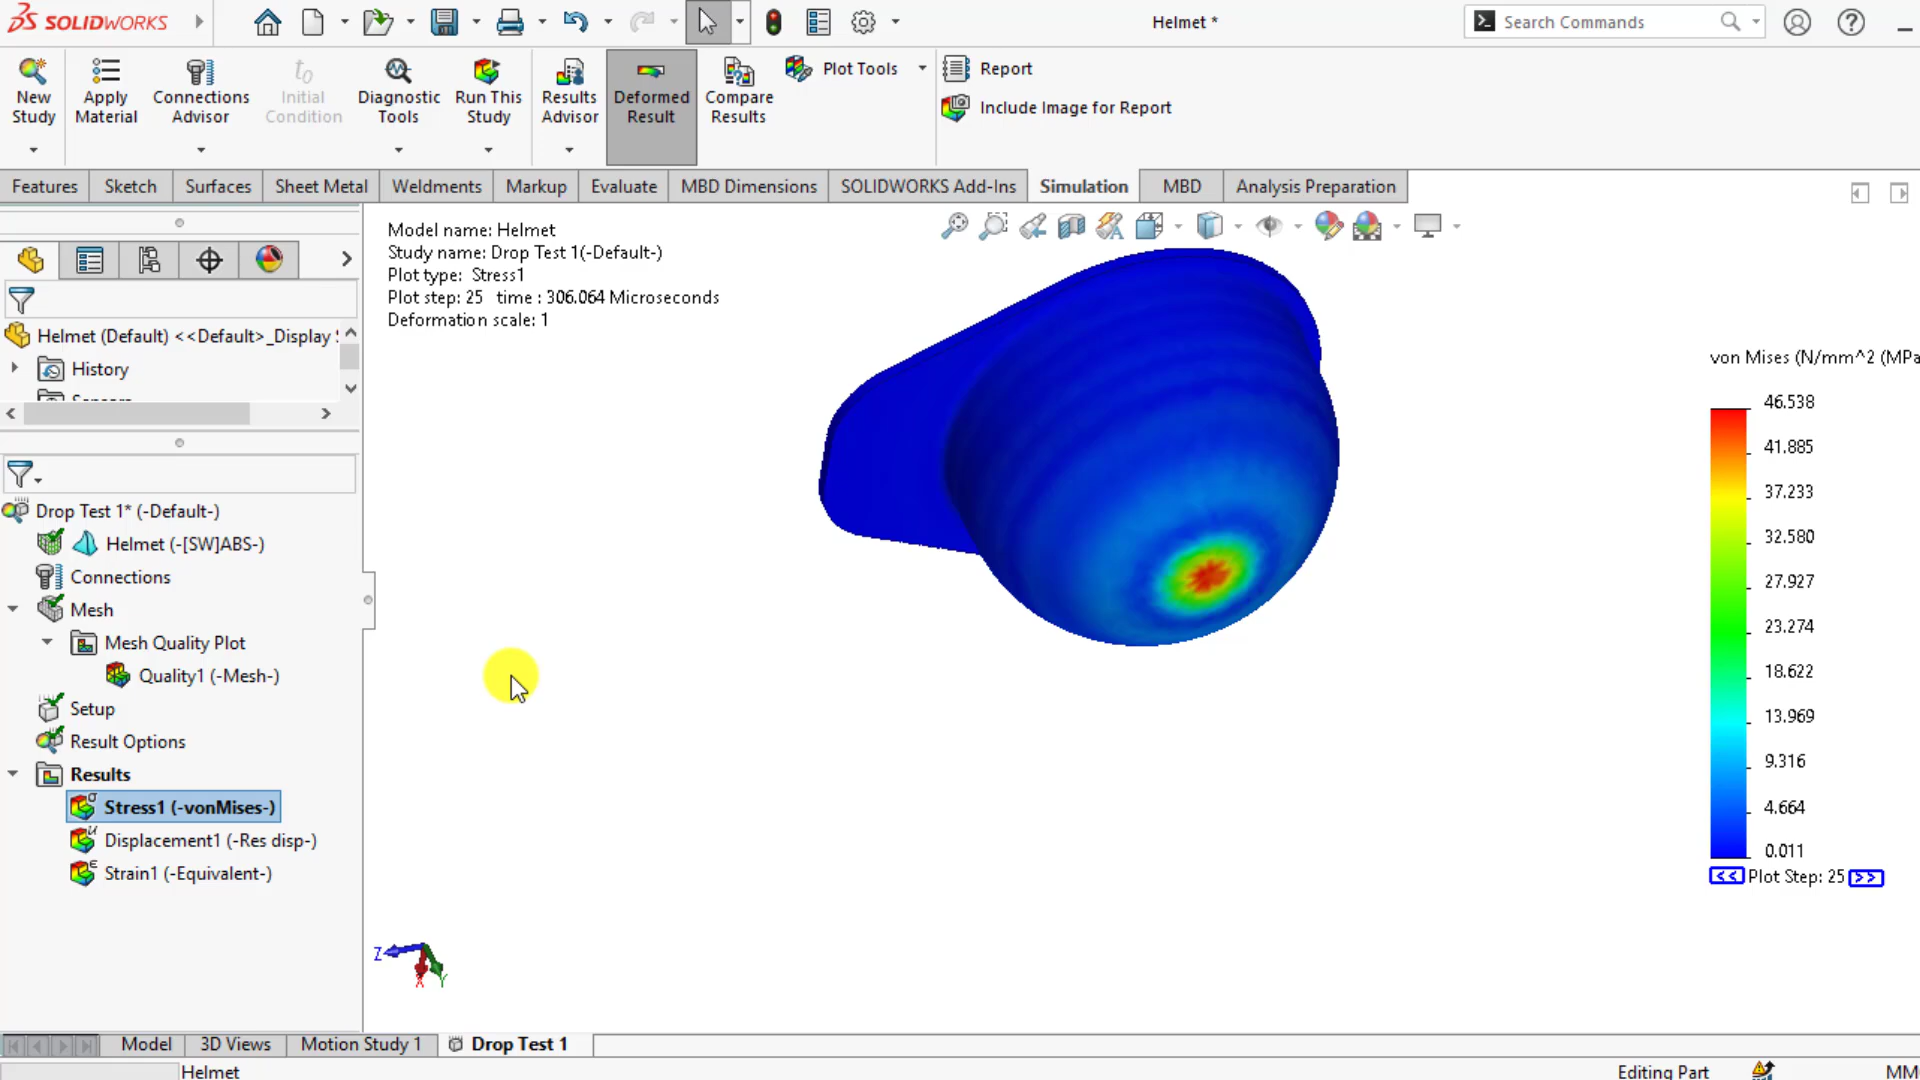 SOLIDWORKS
Helmet *
Search Commands
New Study
Apply Material
Connections Advisor
Initial Condition
Diagnostic Tools
Run This Study
Results Advisor
Deformed Result
Compare Results
Plot Tools
Report
Include Image for Report
Features
Sketch
Surfaces
Sheet Metal
Weldments
Markup
Evaluate
MBD Dimensions
SOLIDWORKS Add-Ins
Simulation
MBD
Analysis Preparation
Model name: Helmet
Study name: Drop Test 1(-Default-)
Plot type: Stress1
Plot step: 25 time : 306.064 Microseconds
Deformation scale: 1
Helmet (Default) <<Default>_Display
History
Sensors
Drop Test 1* (-Default-)
Helmet (-[SW]ABS-)
Connections
Mesh
Mesh Quality Plot
Quality1 (-Mesh-)
Setup
Result Options
Results
Stress1 (-vonMises-)
Displacement1 (-Res disp-)
Strain1 (-Equivalent-)
von Mises (N/mm^2 (MPa
46.538
41.885
37.233
32.580
27.927
23.274
18.622
13.969
9.316
4.664
0.011
<< Plot Step: 25 >>
Z
X
Y
Model
3D Views
Motion Study 1
Drop Test 1
Helmet
Editing Part
MM